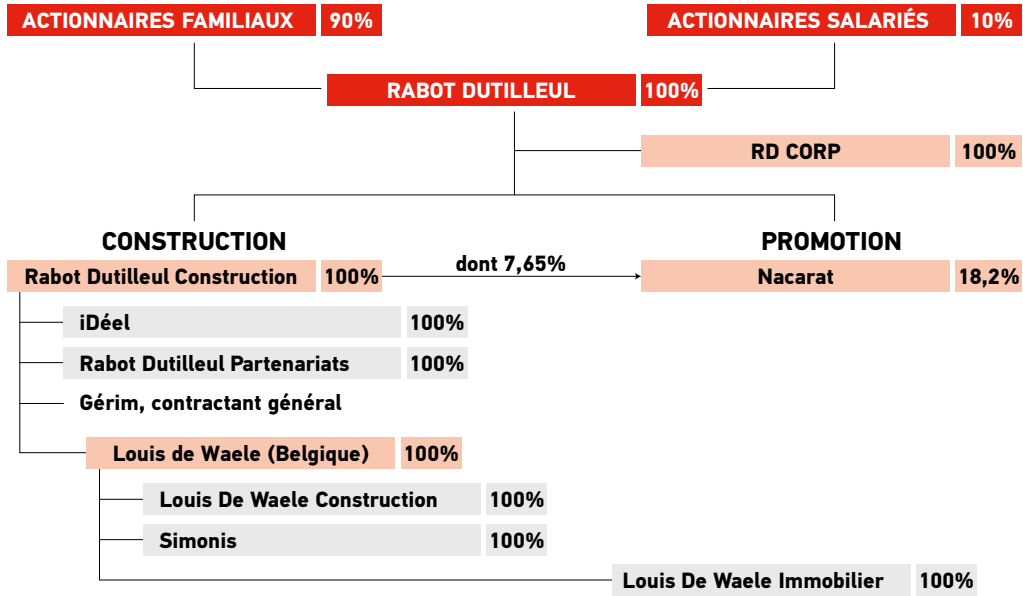 ACTIONNAIRES FAMILIAUX 90%
ACTIONNAIRES SALARIÉS 10%
RABOT DUTILLEUL 100%
RD CORP 100%
CONSTRUCTION
PROMOTION
Rabot Dutilleul Construction 100%
dont 7,65%
Nacarat 18,2%
iDéel 100%
Rabot Dutilleul Partenariats 100%
Gérim, contractant général
Louis de Waele (Belgique) 100%
Louis De Waele Construction 100%
Simonis 100%
Louis De Waele Immobilier 100%